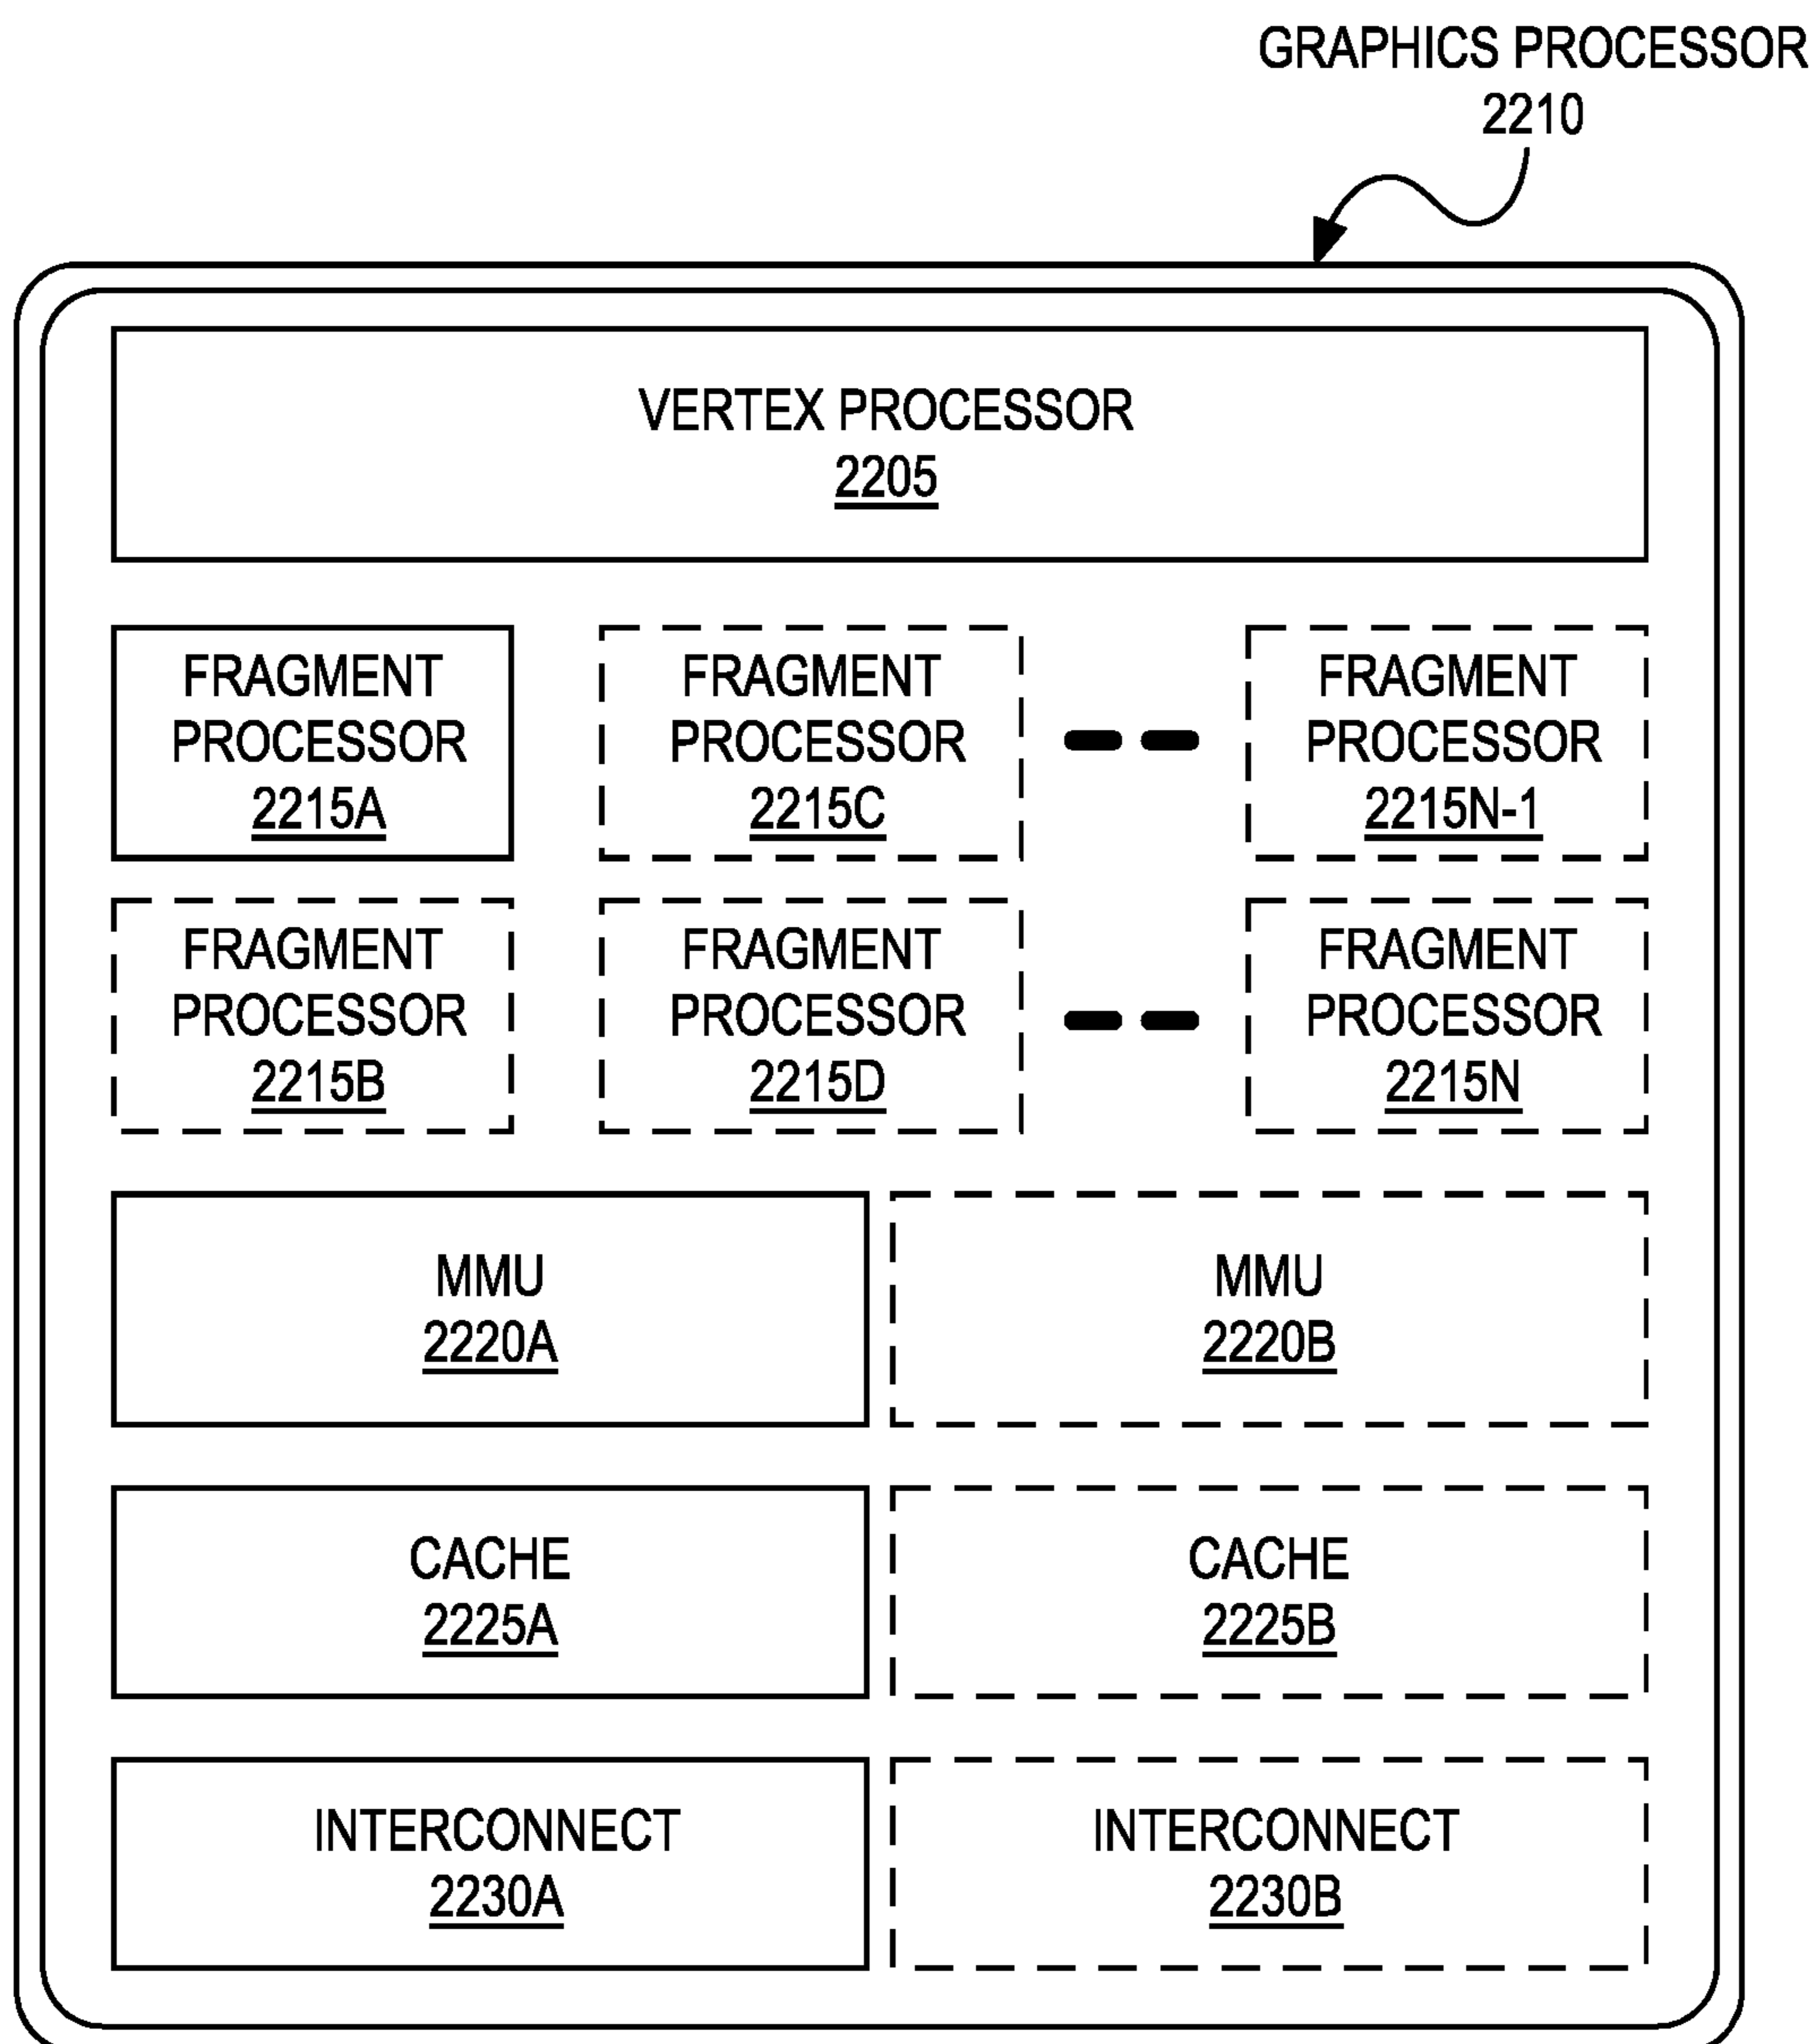 GRAPHICS PROCESSOR
2210
VERTEX PROCESSOR
2205
FRAGMENT
PROCESSOR
2215A
FRAGMENT
PROCESSOR
2215C
FRAGMENT
PROCESSOR
2215N-1
FRAGMENT
PROCESSOR
2215B
FRAGMENT
PROCESSOR
2215D
FRAGMENT
PROCESSOR
2215N
MMU
2220A
MMU
2220B
CACHE
2225A
CACHE
2225B
INTERCONNECT
2230A
INTERCONNECT
2230B